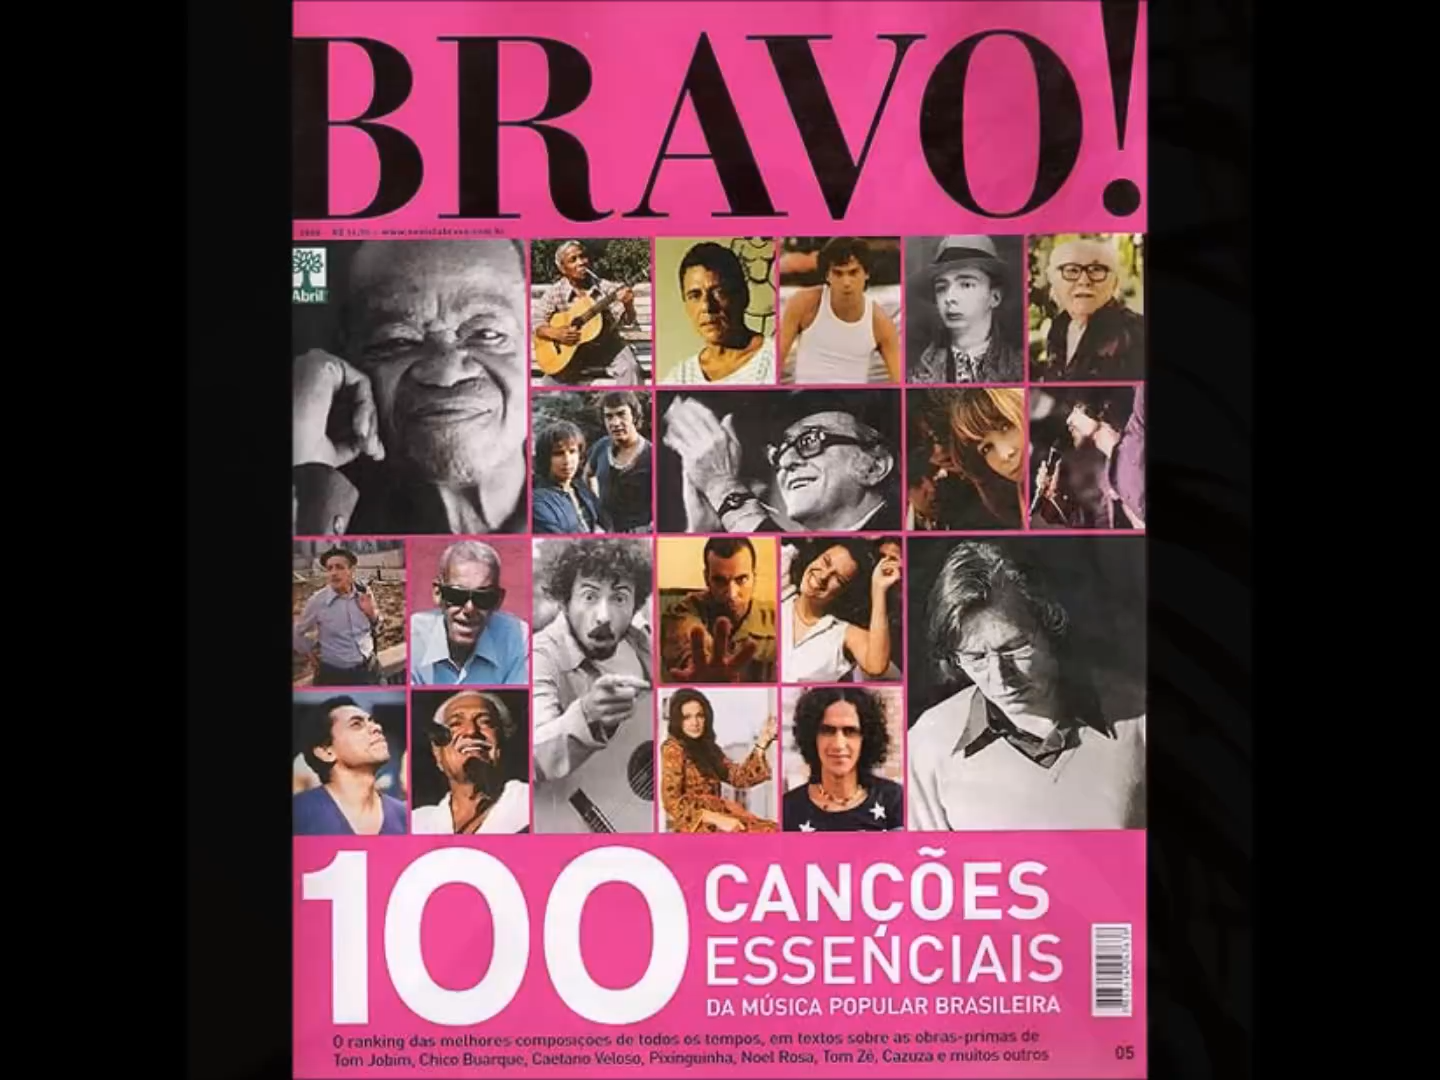 BRAVO!
Abril
100 CANÇÕES
ESSENCIAIS
DA MÚSICA POPULAR BRASILEIRA
O ranking das melhores composições de todos os tempos, em textos sobre as obras-primas de
Tom Jobim, Chico Buarque, Caetano Veloso, Pixinguinha, Noel Rosa, Tom Zé, Cazuza e muitos outros
05